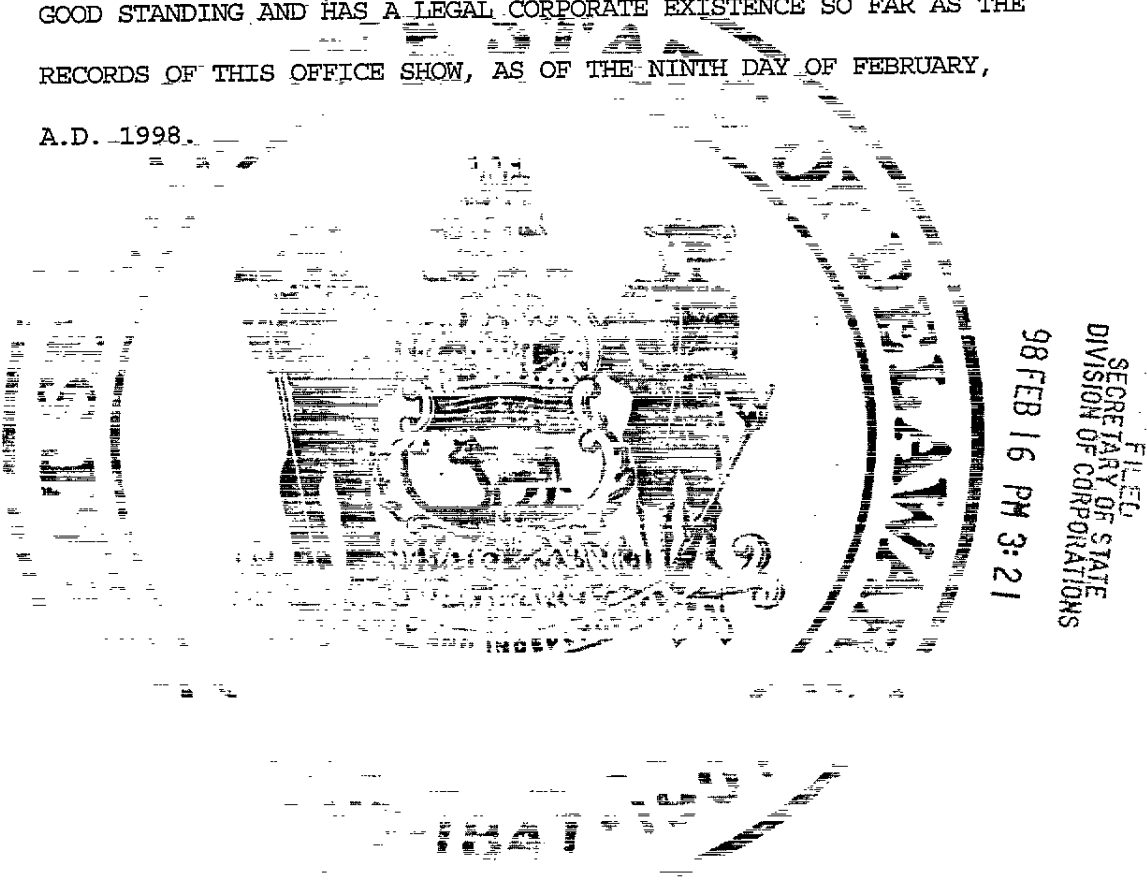 GOOD STANDING AND HAS A LEGAL CORPORATE EXISTENCE SO FAR AS THE
RECORDS OF THIS OFFICE SHOW, AS OF THE NINTH DAY OF FEBRUARY,
A.D. 1998.
DELAWARE
FILED
SECRETARY OF STATE
DIVISION OF CORPORATIONS
98 FEB 16 PM 3:21